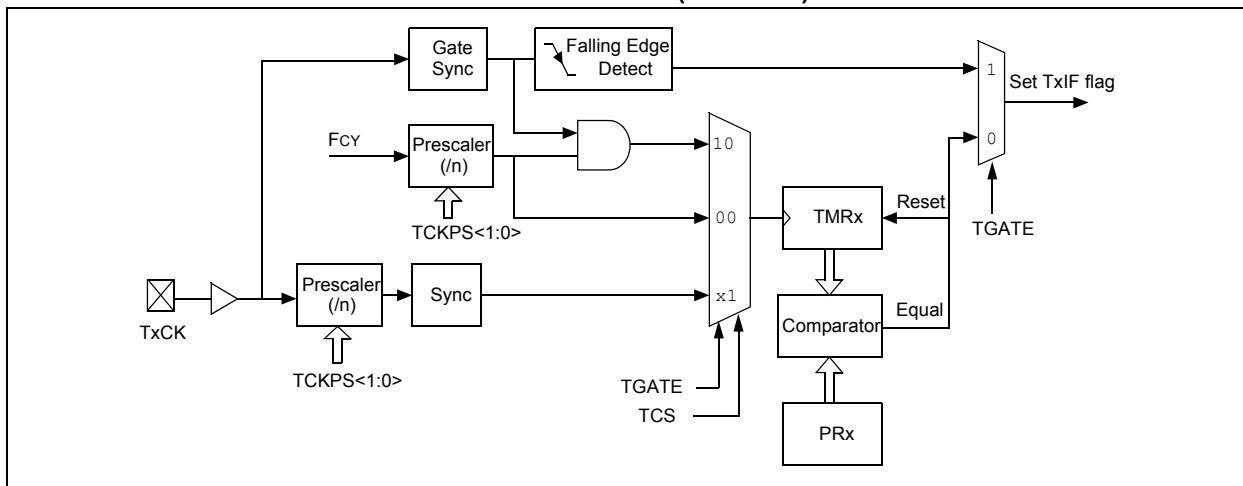 Gate
Sync
Falling Edge
Detect
1
Set TxIF flag
0
FCY
Prescaler
(/n)
10
TCKPS<1:0>
00
TMRx
Reset
TGATE
TxCK
Prescaler
(/n)
Sync
x1
Comparator
Equal
TCKPS<1:0>
TGATE
TCS
PRx